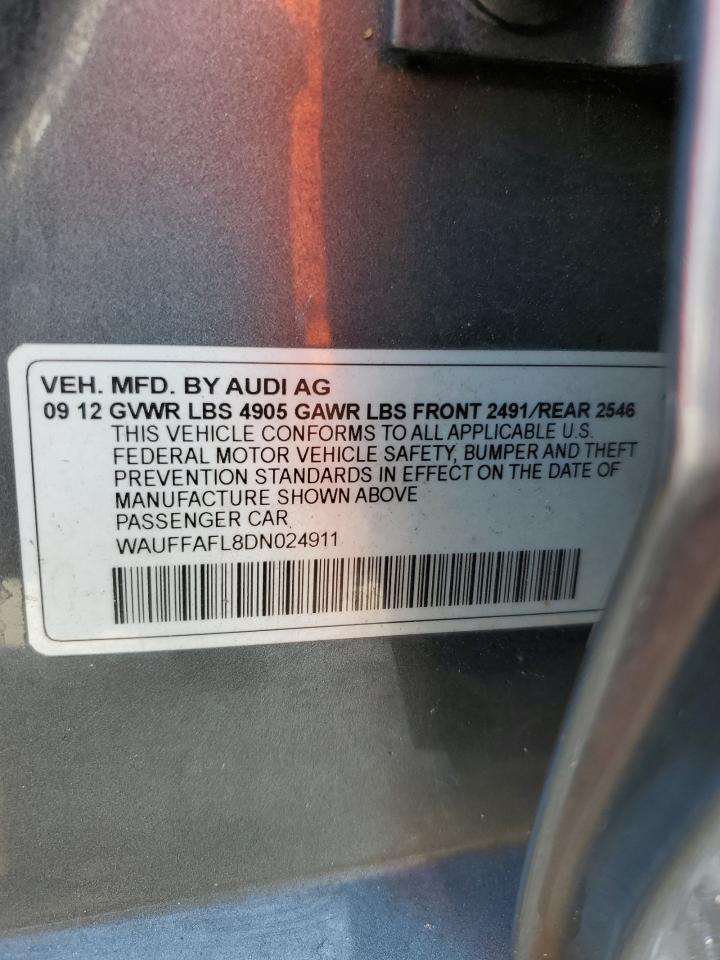 VEH. MFD. BY AUDI AG
09 12 GVWR LBS 4905 GAWR LBS FRONT 2491/REAR 2546
THIS VEHICLE CONFORMS TO ALL APPLICABLE U.S.
FEDERAL MOTOR VEHICLE SAFETY, BUMPER AND THEFT
PREVENTION STANDARDS IN EFFECT ON THE DATE OF
MANUFACTURE SHOWN ABOVE
PASSENGER CAR
WAUFFAFL8DN024911